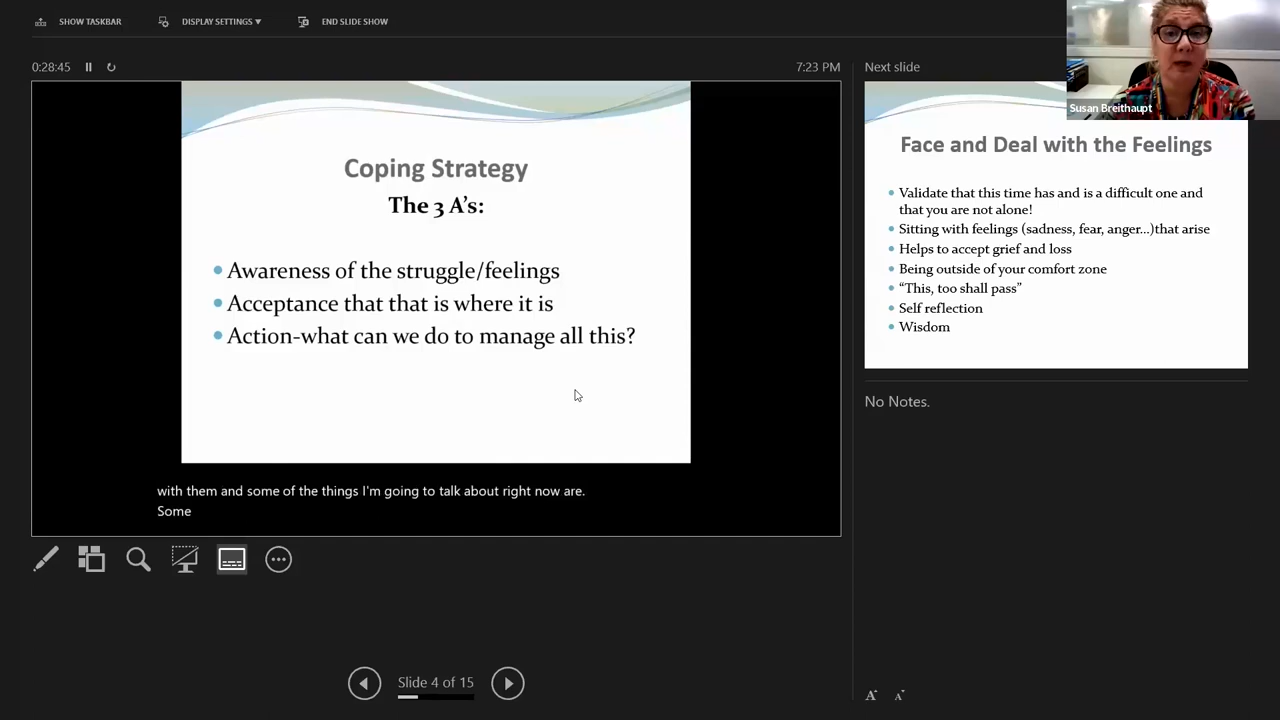 SHOW TASKBAR
DISPLAY SETTINGS ▾
END SLIDE SHOW
0:28:45
7:23 PM
Coping Strategy
The 3 A's:
• Awareness of the struggle/feelings
• Acceptance that that is where it is
• Action-what can we do to manage all this?
with them and some of the things I'm going to talk about right now are.
Some
Slide 4 of 15
Next slide
Susan Breithaupt
Face and Deal with the Feelings
• Validate that this time has and is a difficult one and
that you are not alone!
• Sitting with feelings (sadness, fear, anger...)that arise
• Helps to accept grief and loss
• Being outside of your comfort zone
• “This, too shall pass”
• Self reflection
• Wisdom
No Notes.
A A